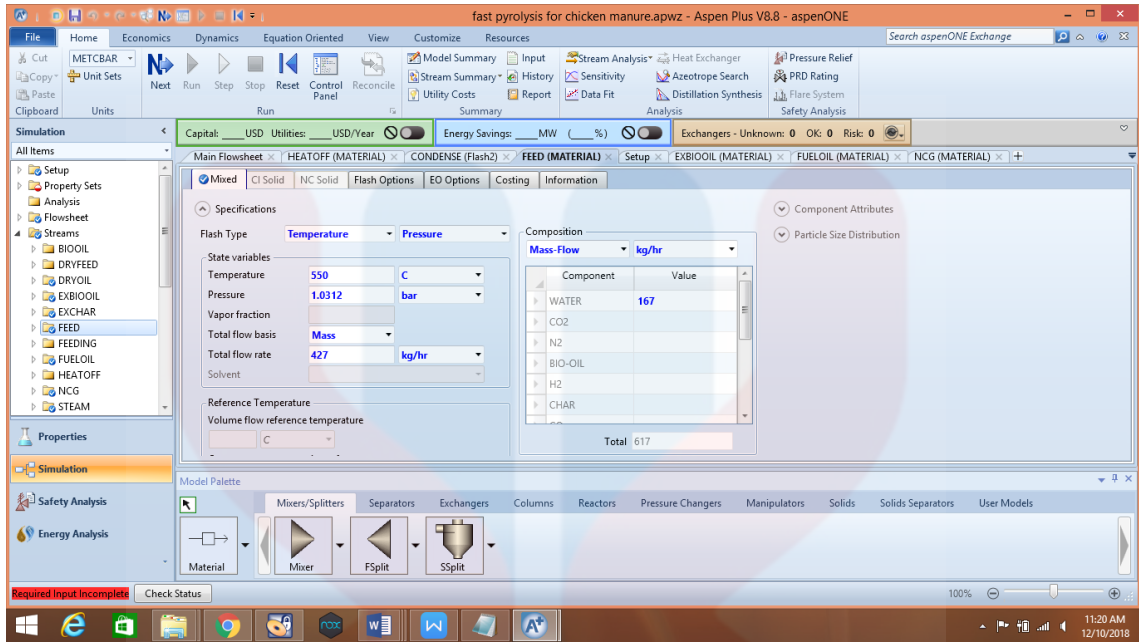 fast pyrolysis for chicken manure.apwz - Aspen Plus V8.8 - aspenONE
File Home Economics Dynamics Equation Oriented View Customize Resources Search aspenONE Exchange
Cut METCBAR Model Summary Input Stream Analysis Heat Exchanger Pressure Relief
Copy Unit Sets Next Run Step Stop Reset Control Panel Reconcile Stream Summary History Sensitivity Azeotrope Search PRD Rating
Paste Utility Costs Report Data Fit Distillation Synthesis Flare System
Clipboard Units Run Summary Analysis Safety Analysis
Simulation Capital: ____USD Utilities: ____USD/Year Energy Savings: ____MW (____%) Exchangers - Unknown: 0 OK: 0 Risk: 0
All Items Main Flowsheet HEATOFF (MATERIAL) CONDENSE (Flash2) FEED (MATERIAL) Setup EXBIOOIL (MATERIAL) FUELOIL (MATERIAL) NCG (MATERIAL) +
Setup
Property Sets
Analysis
Flowsheet
Streams
BIOOIL
DRYFEED
DRYOIL
EXBIOOIL
EXCHAR
FEED
FEEDING
FUELOIL
HEATOFF
NCG
STEAM
Properties
Simulation
Safety Analysis
Energy Analysis
Mixed CI Solid NC Solid Flash Options EO Options Costing Information
Specifications
Flash Type Temperature Pressure
State variables
Temperature 550 C
Pressure 1.0312 bar
Vapor fraction
Total flow basis Mass
Total flow rate 427 kg/hr
Solvent
Reference Temperature
Volume flow reference temperature
C
Composition
Mass-Flow kg/hr
Component Value
WATER 167
CO2
N2
BIO-OIL
H2
CHAR
Total 617
Component Attributes
Particle Size Distribution
Model Palette
Mixers/Splitters Separators Exchangers Columns Reactors Pressure Changers Manipulators Solids Solids Separators User Models
Material Mixer FSplit SSplit
Required Input Incomplete Check Status 100%
11:20 AM
12/10/2018